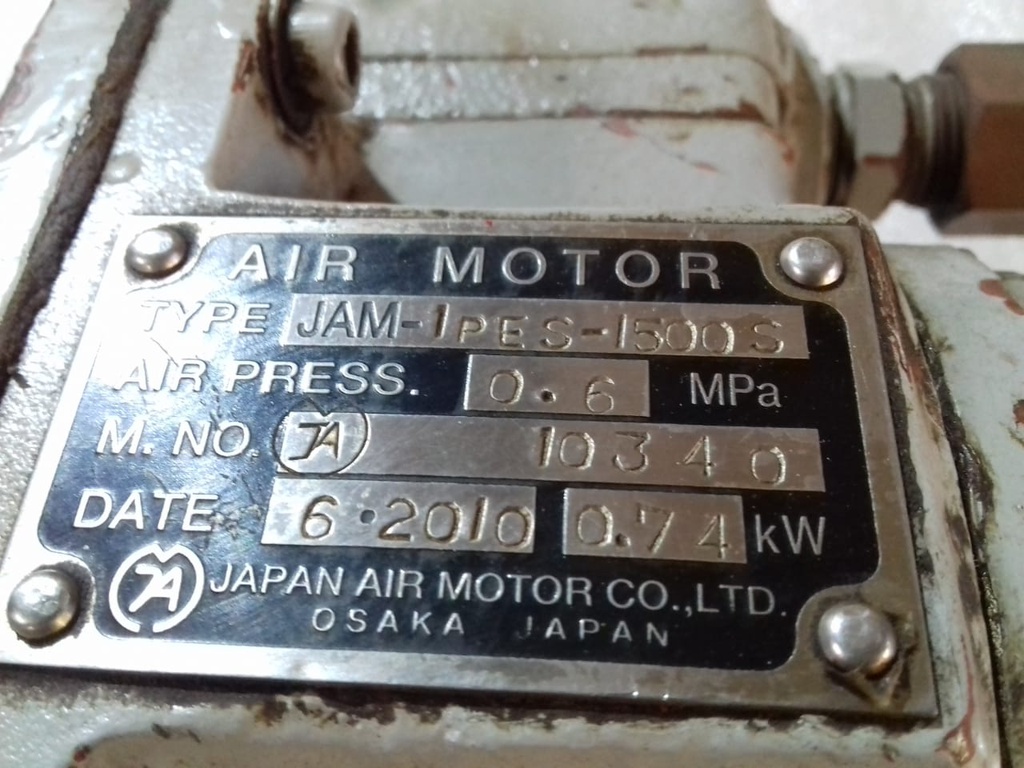 AIR MOTOR
TYPE JAM-1PES-1500S
AIR PRESS. 0.6 MPa
M. NO. JA 10340
DATE 6.2010 0.74 kW
JA JAPAN AIR MOTOR CO.,LTD.
OSAKA JAPAN